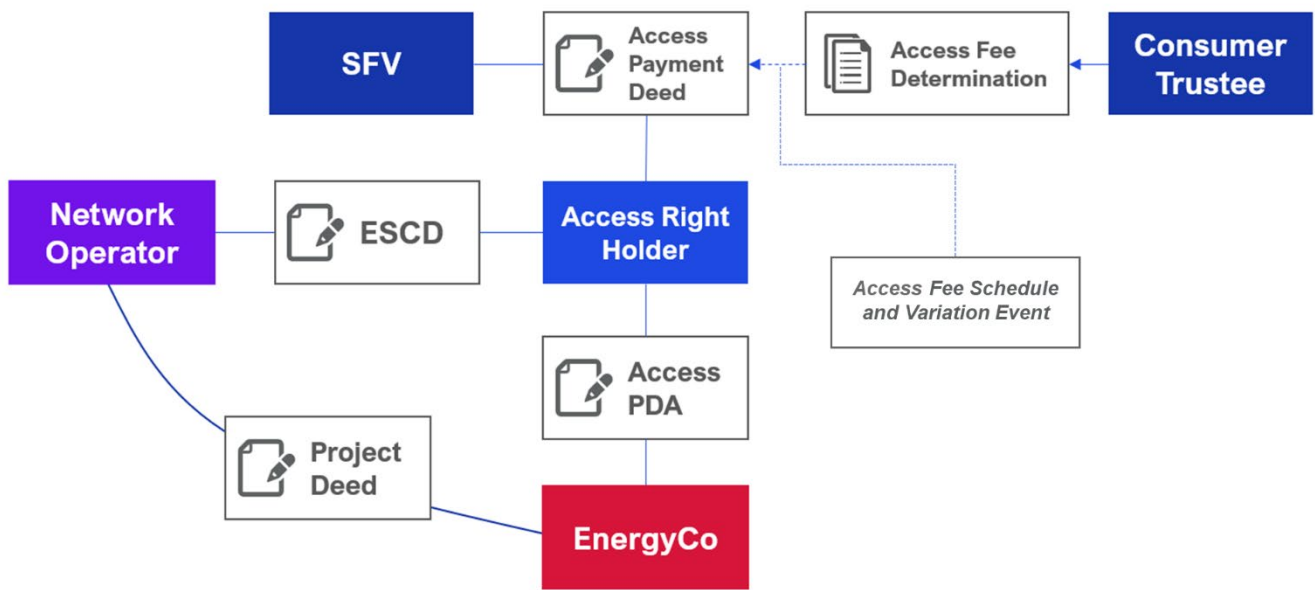 SFV
Access
Payment
Deed
Access Fee
Determination
Consumer
Trustee
Network
Operator
ESCD
Access Right
Holder
Access Fee Schedule
and Variation Event
Access
PDA
Project
Deed
EnergyCo